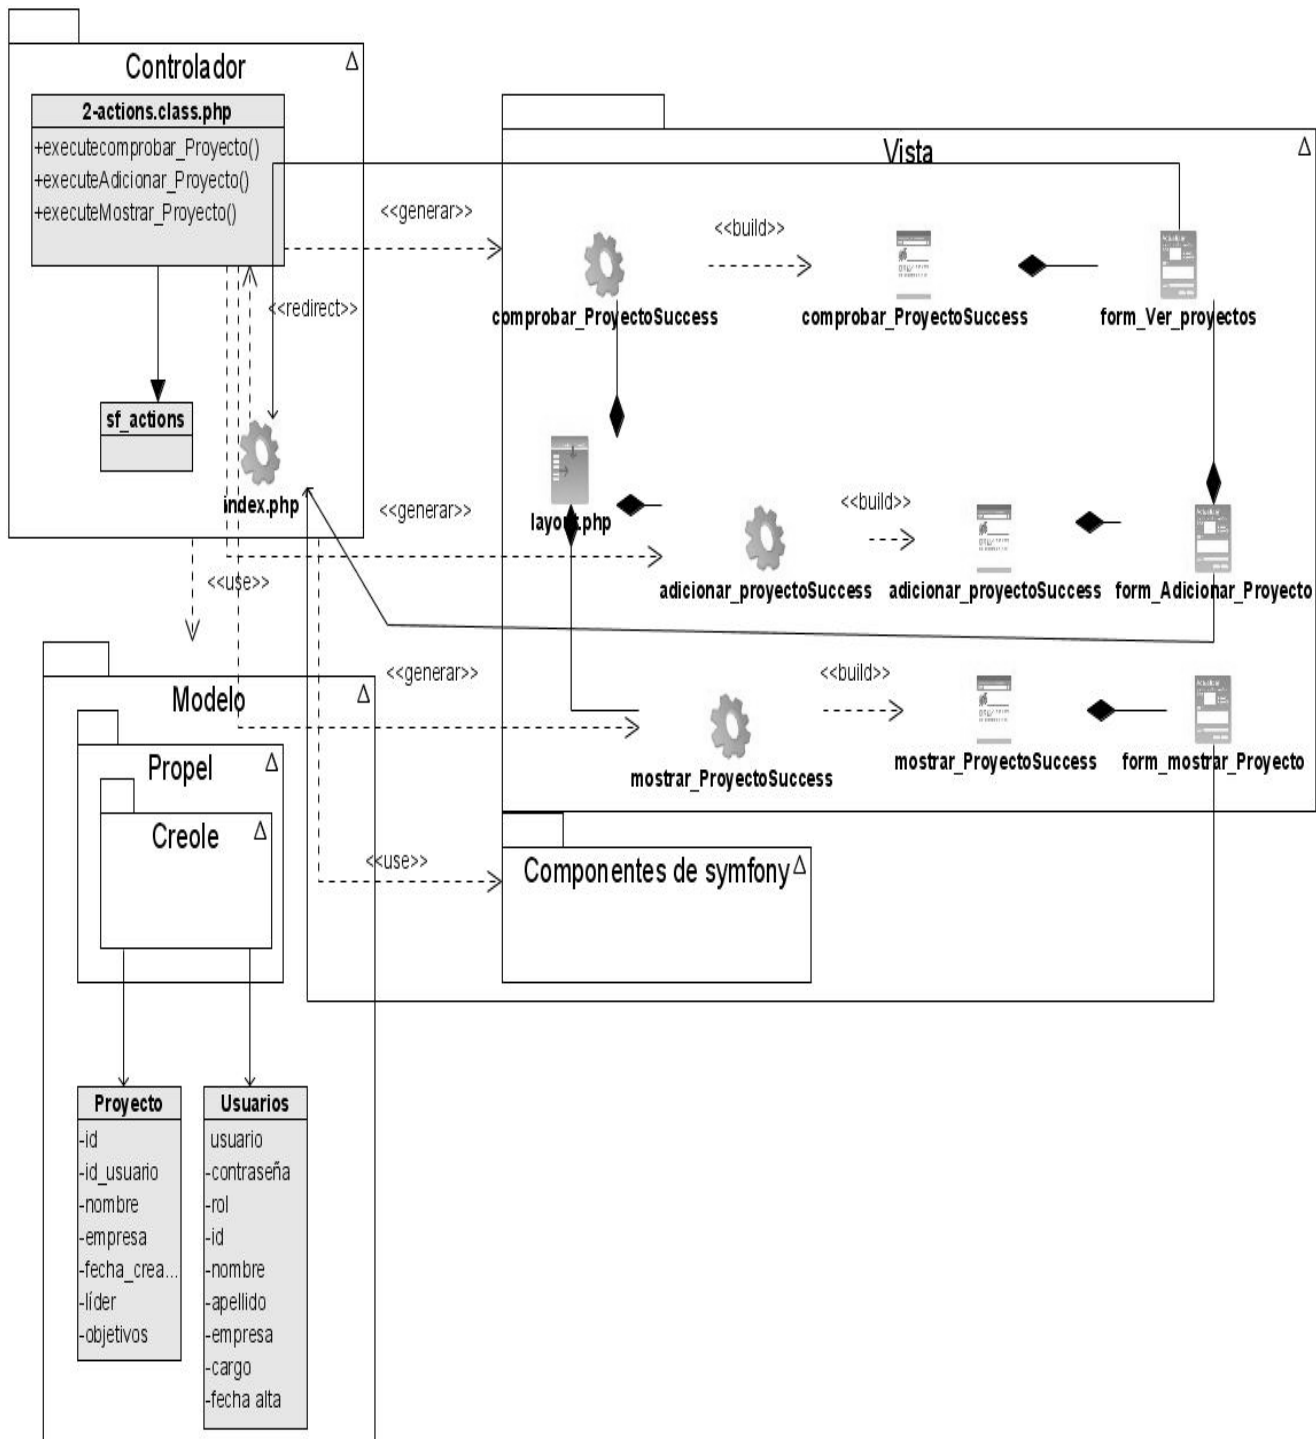 Controlador
2-actions.class.php
+executecomprobar_Proyecto()
+executeAdicionar_Proyecto()
+executeMostrar_Proyecto()
<<redirect>>
sf_actions
index.php
<<generar>>
<<generar>>
<<generar>>
<<use>>
<<use>>
Vista
<<build>>
comprobar_ProyectoSuccess
comprobar_ProyectoSuccess
form_Ver_proyectos
layout.php
<<build>>
adicionar_proyectoSuccess
adicionar_proyectoSuccess
form_Adicionar_Proyecto
<<build>>
mostrar_ProyectoSuccess
mostrar_ProyectoSuccess
form_mostrar_Proyecto
Componentes de symfony
Modelo
Propel
Creole
Proyecto
-id
-id_usuario
-nombre
-empresa
-fecha_crea...
-líder
-objetivos
Usuarios
usuario
-contraseña
-rol
-id
-nombre
-apellido
-empresa
-cargo
-fecha alta